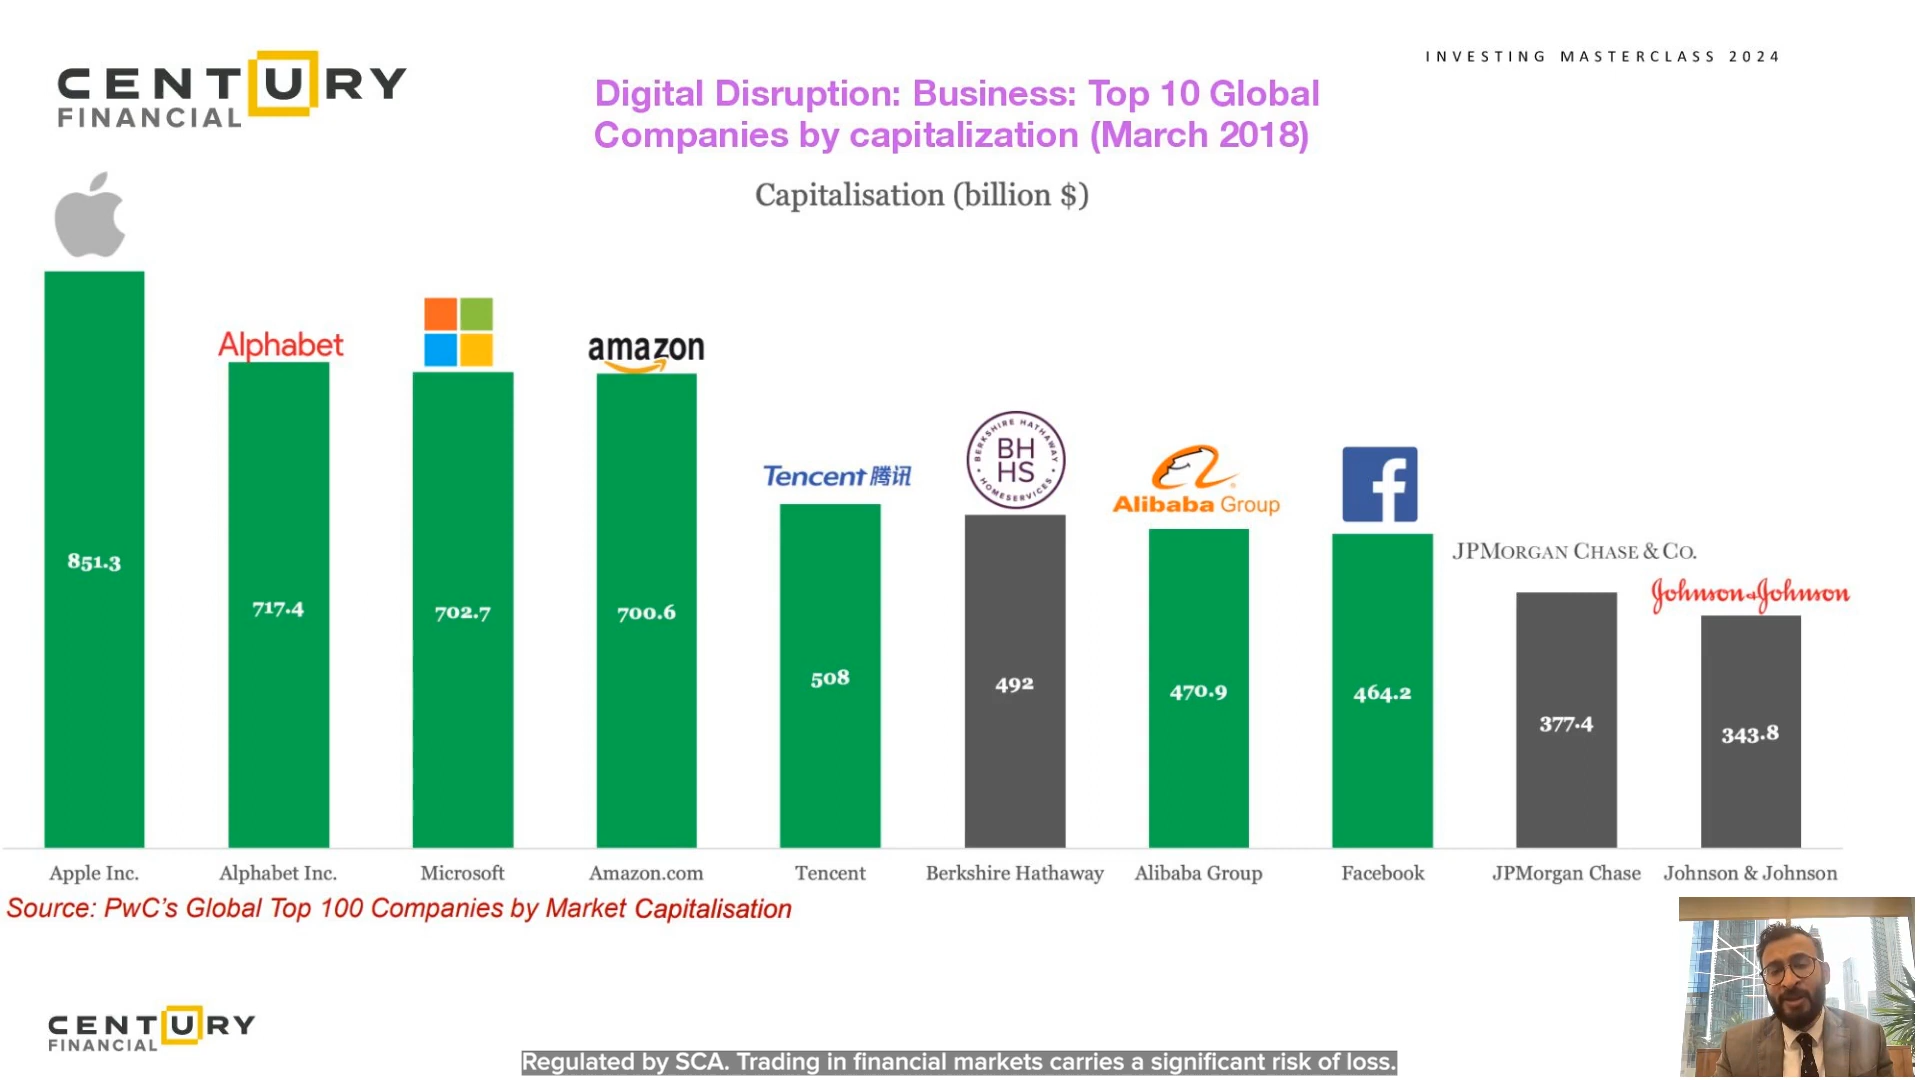 CENTURY
FINANCIAL
INVESTING MASTERCLASS 2024
Digital Disruption: Business: Top 10 Global
Companies by capitalization (March 2018)
Capitalisation (billion $)
Alphabet
amazon
Tencent 腾讯
BERKSHIRE HATHAWAY
BH
HS
HOMESERVICES
Alibaba Group
f
JPMORGAN CHASE & CO.
Johnson & Johnson
851.3
717.4
702.7
700.6
508
492
470.9
464.2
377.4
343.8
Apple Inc.
Alphabet Inc.
Microsoft
Amazon.com
Tencent
Berkshire Hathaway
Alibaba Group
Facebook
JPMorgan Chase
Johnson & Johnson
Source: PwC’s Global Top 100 Companies by Market Capitalisation
CENTURY
FINANCIAL
Regulated by SCA. Trading in financial markets carries a significant risk of loss.